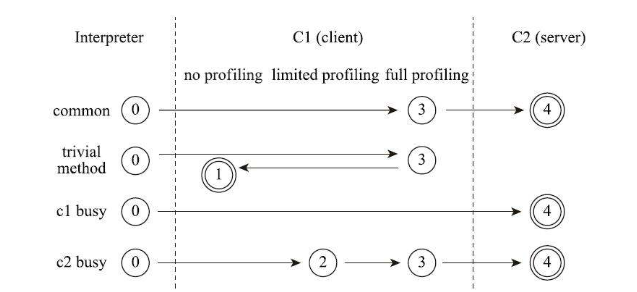 Interpreter C1 (client) C2 (server)
no profiling limited profiling full profiling
common 0 3 4
trivial method 0 1 3
c1 busy 0 4
c2 busy 0 2 3 4